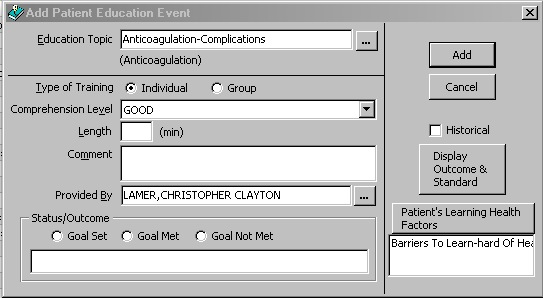 Add Patient Education Event
Education Topic Anticoagulation-Complications ...
(Anticoagulation)
Type of Training Individual Group
Comprehension Level GOOD
Length (min)
Comment
Provided By LAMER,CHRISTOPHER CLAYTON ...
Status/Outcome
Goal Set Goal Met Goal Not Met
Add
Cancel
Historical
Display
Outcome &
Standard
Patient's Learning Health
Factors
Barriers To Learn-hard Of Hea